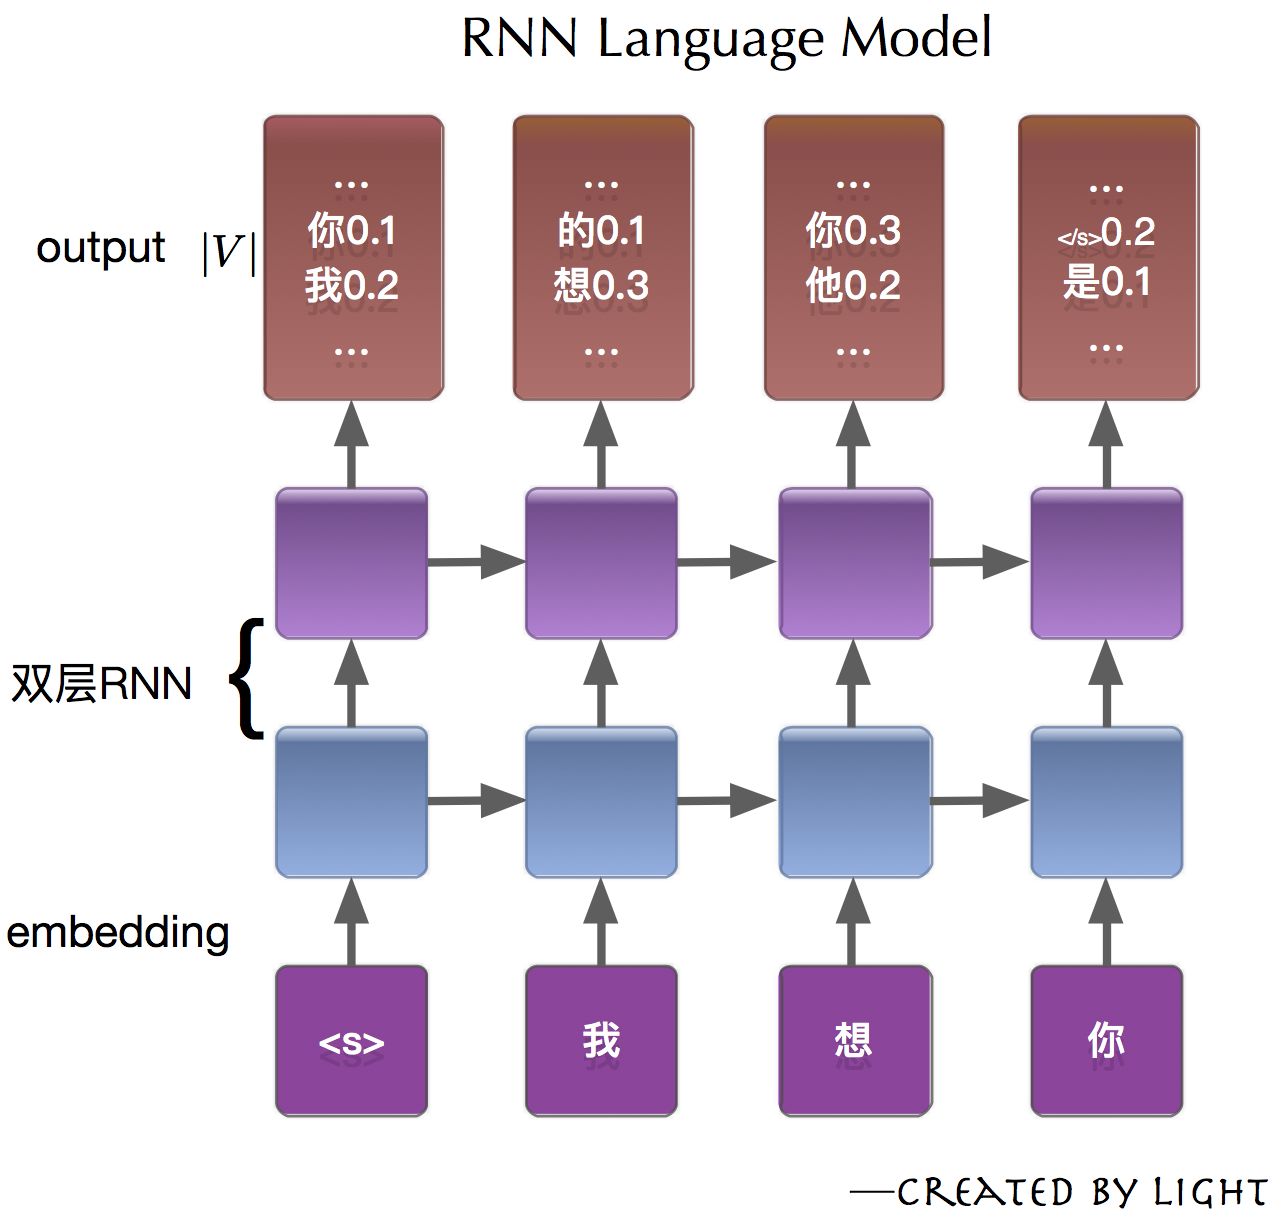 RNN Language Model
output |V|
...
你0.1
我0.2
...
...
的0.1
想0.3
...
...
你0.3
他0.2
...
...
</s>0.2
是0.1
...
双层RNN {
embedding
<s>
我
想
你
—CREATED BY LIGHT